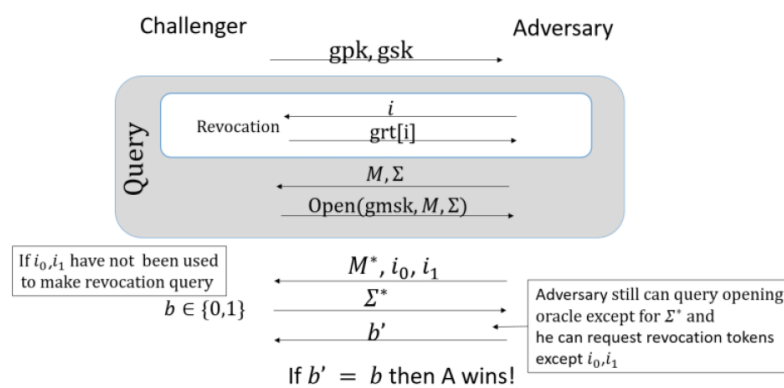 Challenger
Adversary
gpk, gsk
Query
i
Revocation
grt[i]
M, Σ
Open(gmsk, M, Σ)
If i₀,i₁ have not been used
to make revocation query
M*, i₀, i₁
b ∈ {0,1}
Σ*
b'
Adversary still can query opening
oracle except for Σ* and
he can request revocation tokens
except i₀,i₁
If b' = b then A wins!